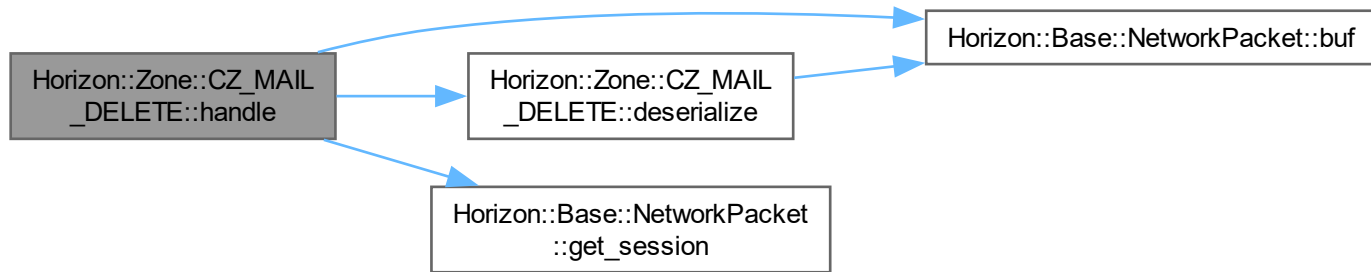 Horizon::Zone::CZ_MAIL
_DELETE::handle
Horizon::Zone::CZ_MAIL
_DELETE::deserialize
Horizon::Base::NetworkPacket::buf
Horizon::Base::NetworkPacket
::get_session